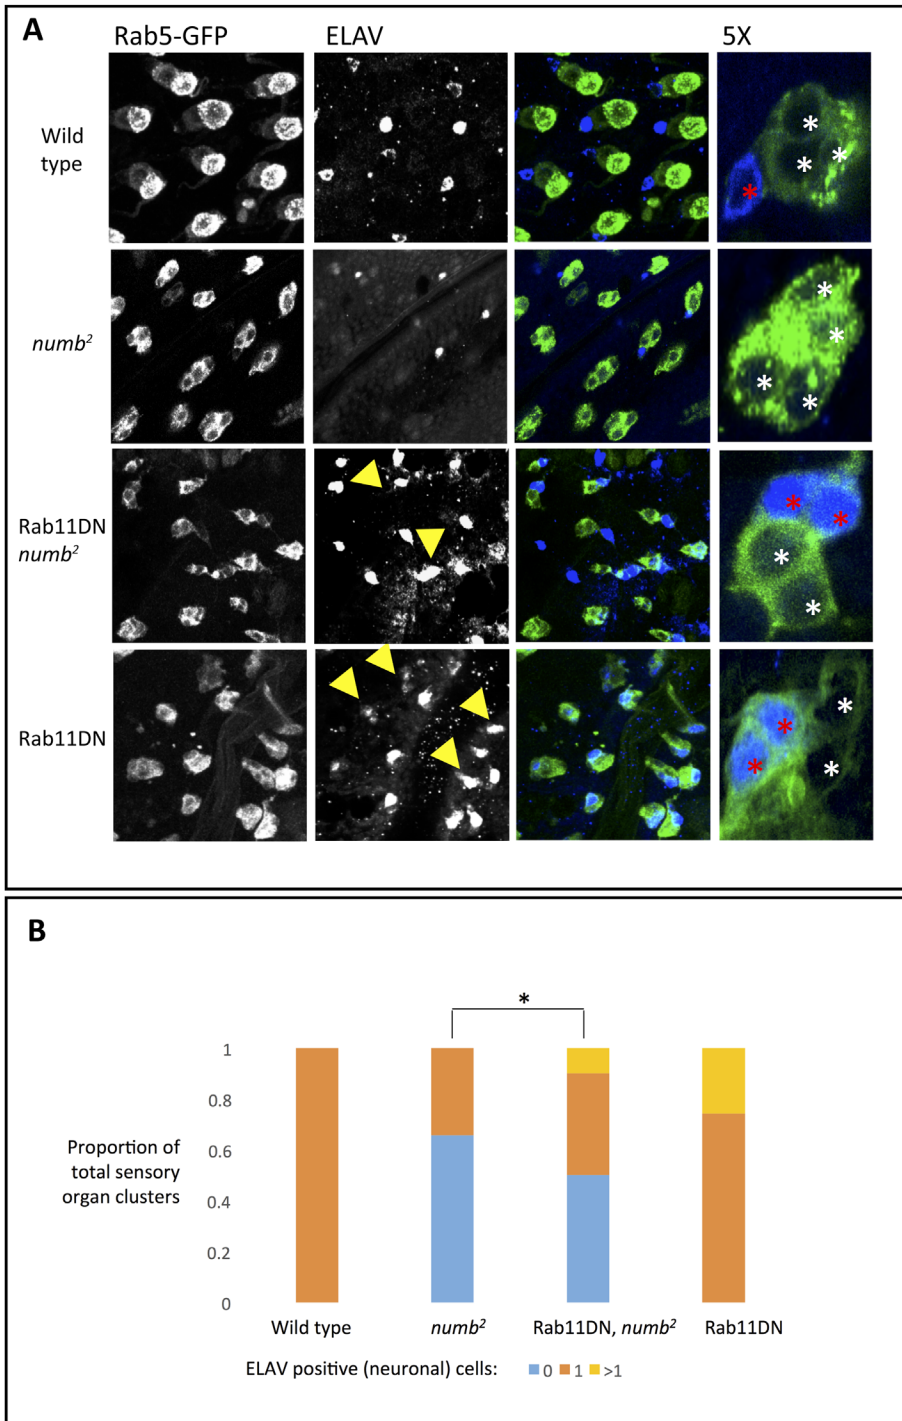 A
Rab5-GFP ELAV 5X
Wild
type
numb²
Rab11DN
numb²
Rab11DN
B
*
1
0.8
0.6
0.4
0.2
0
Proportion of
total sensory
organ clusters
Wild type numb² Rab11DN, numb² Rab11DN
ELAV positive (neuronal) cells: 0 1 >1